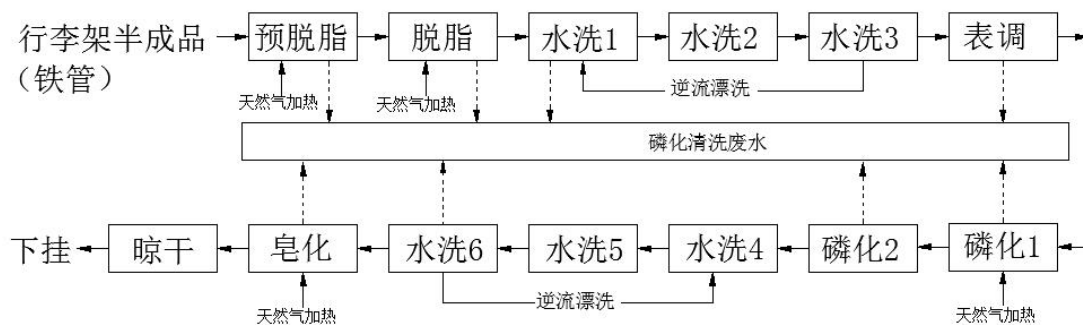 行李架半成品
（铁管）
预脱脂
脱脂
水洗1
水洗2
水洗3
表调
天然气加热
天然气加热
逆流漂洗
磷化清洗废水
下挂
晾干
皂化
水洗6
水洗5
水洗4
磷化2
磷化1
天然气加热
逆流漂洗
天然气加热